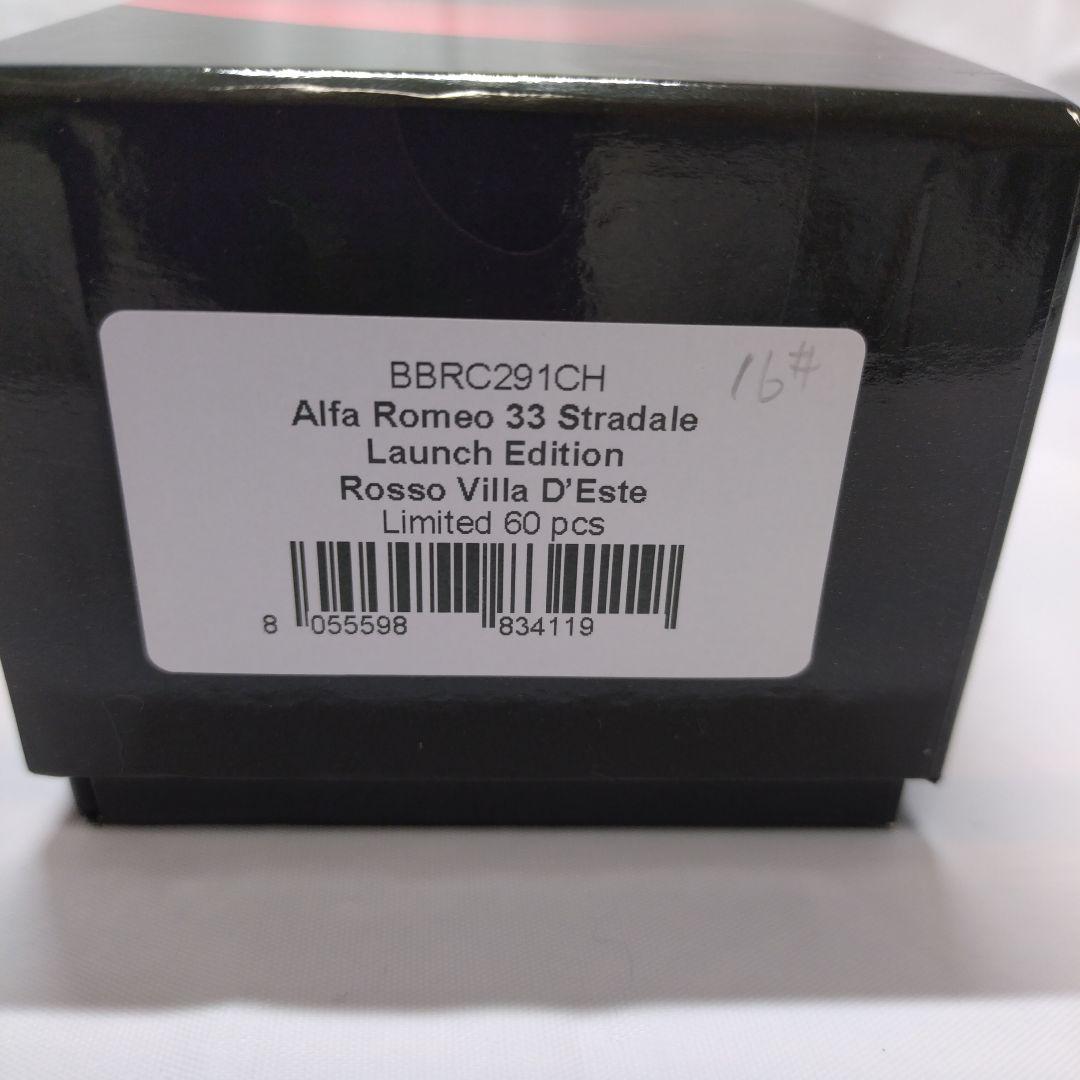 BBRC291CH
16#
Alfa Romeo 33 Stradale
Launch Edition
Rosso Villa D’Este
Limited 60 pcs
8 055598 834119